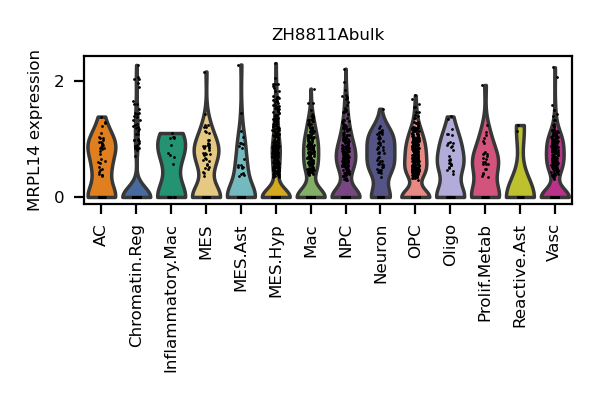 ZH8811Abulk
MRPL14 expression
2
0
AC
Chromatin.Reg
Inflammatory.Mac
MES
MES.Ast
MES.Hyp
Mac
NPC
Neuron
OPC
Oligo
Prolif.Metab
Reactive.Ast
Vasc